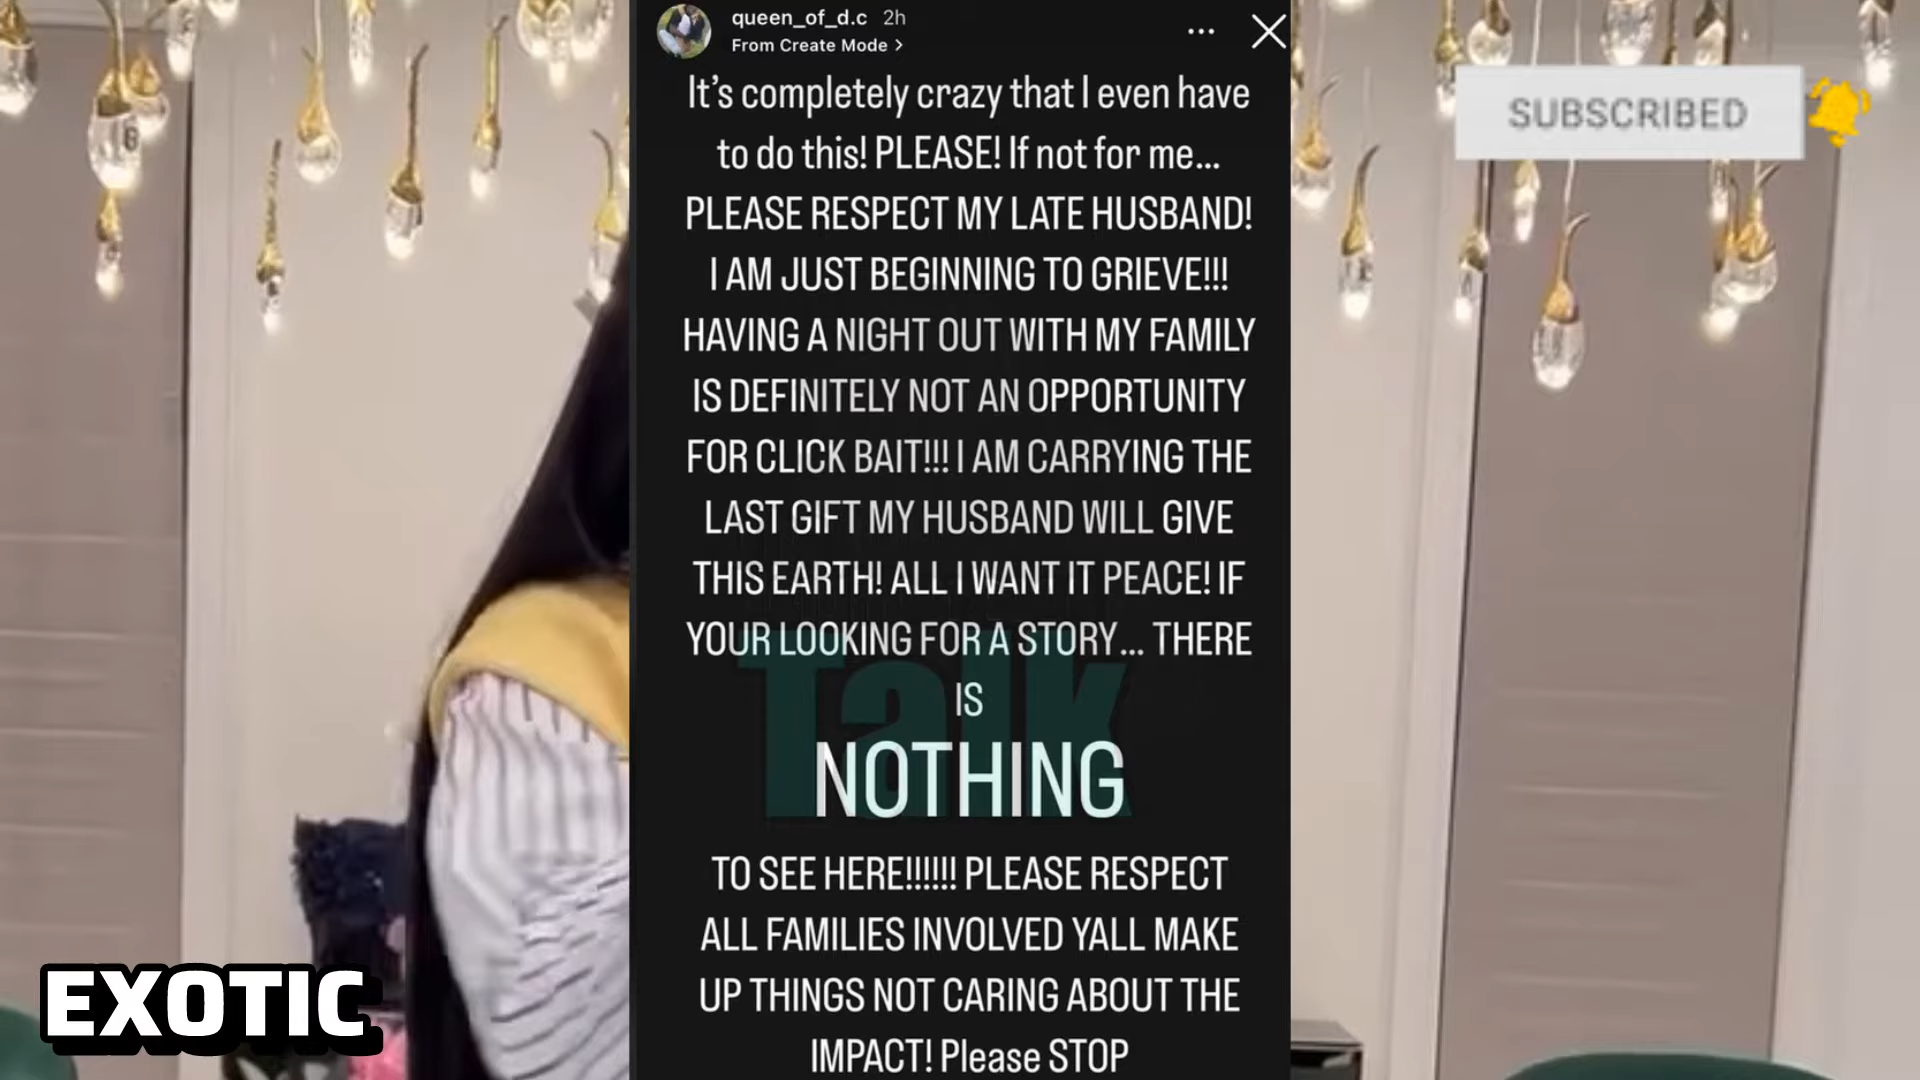 queen_of_d.c 2h
From Create Mode >
It's completely crazy that I even have
to do this! PLEASE! If not for me...
PLEASE RESPECT MY LATE HUSBAND!
I AM JUST BEGINNING TO GRIEVE!!!
HAVING A NIGHT OUT WITH MY FAMILY
IS DEFINITELY NOT AN OPPORTUNITY
FOR CLICK BAIT!!! I AM CARRYING THE
LAST GIFT MY HUSBAND WILL GIVE
THIS EARTH! ALL I WANT IT PEACE! IF
YOUR LOOKING FOR A STORY... THERE
IS
NOTHING
TO SEE HERE!!!!!! PLEASE RESPECT
ALL FAMILIES INVOLVED YALL MAKE
UP THINGS NOT CARING ABOUT THE
IMPACT! Please STOP
Talk
SUBSCRIBED
EXOTIC